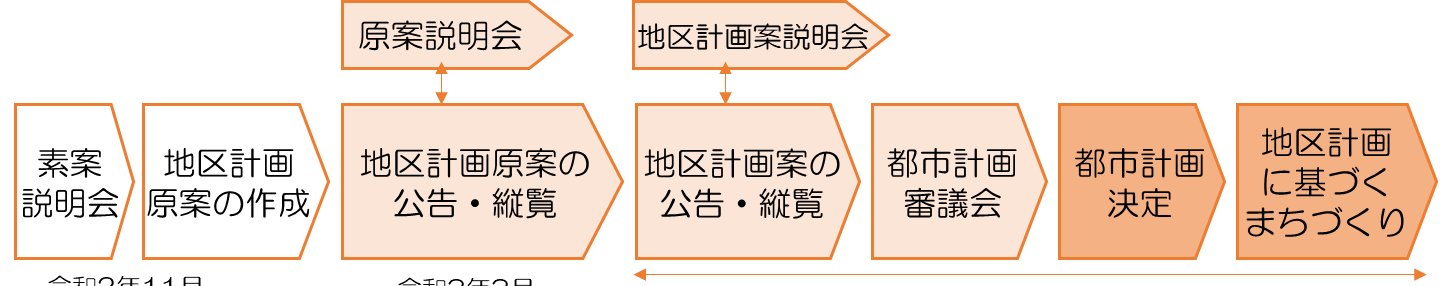 原案説明会
地区計画案説明会
素案
説明会
地区計画
原案の作成
地区計画原案の
公告・縦覧
地区計画案の
公告・縦覧
都市計画
審議会
都市計画
決定
地区計画
に基づく
まちづくり